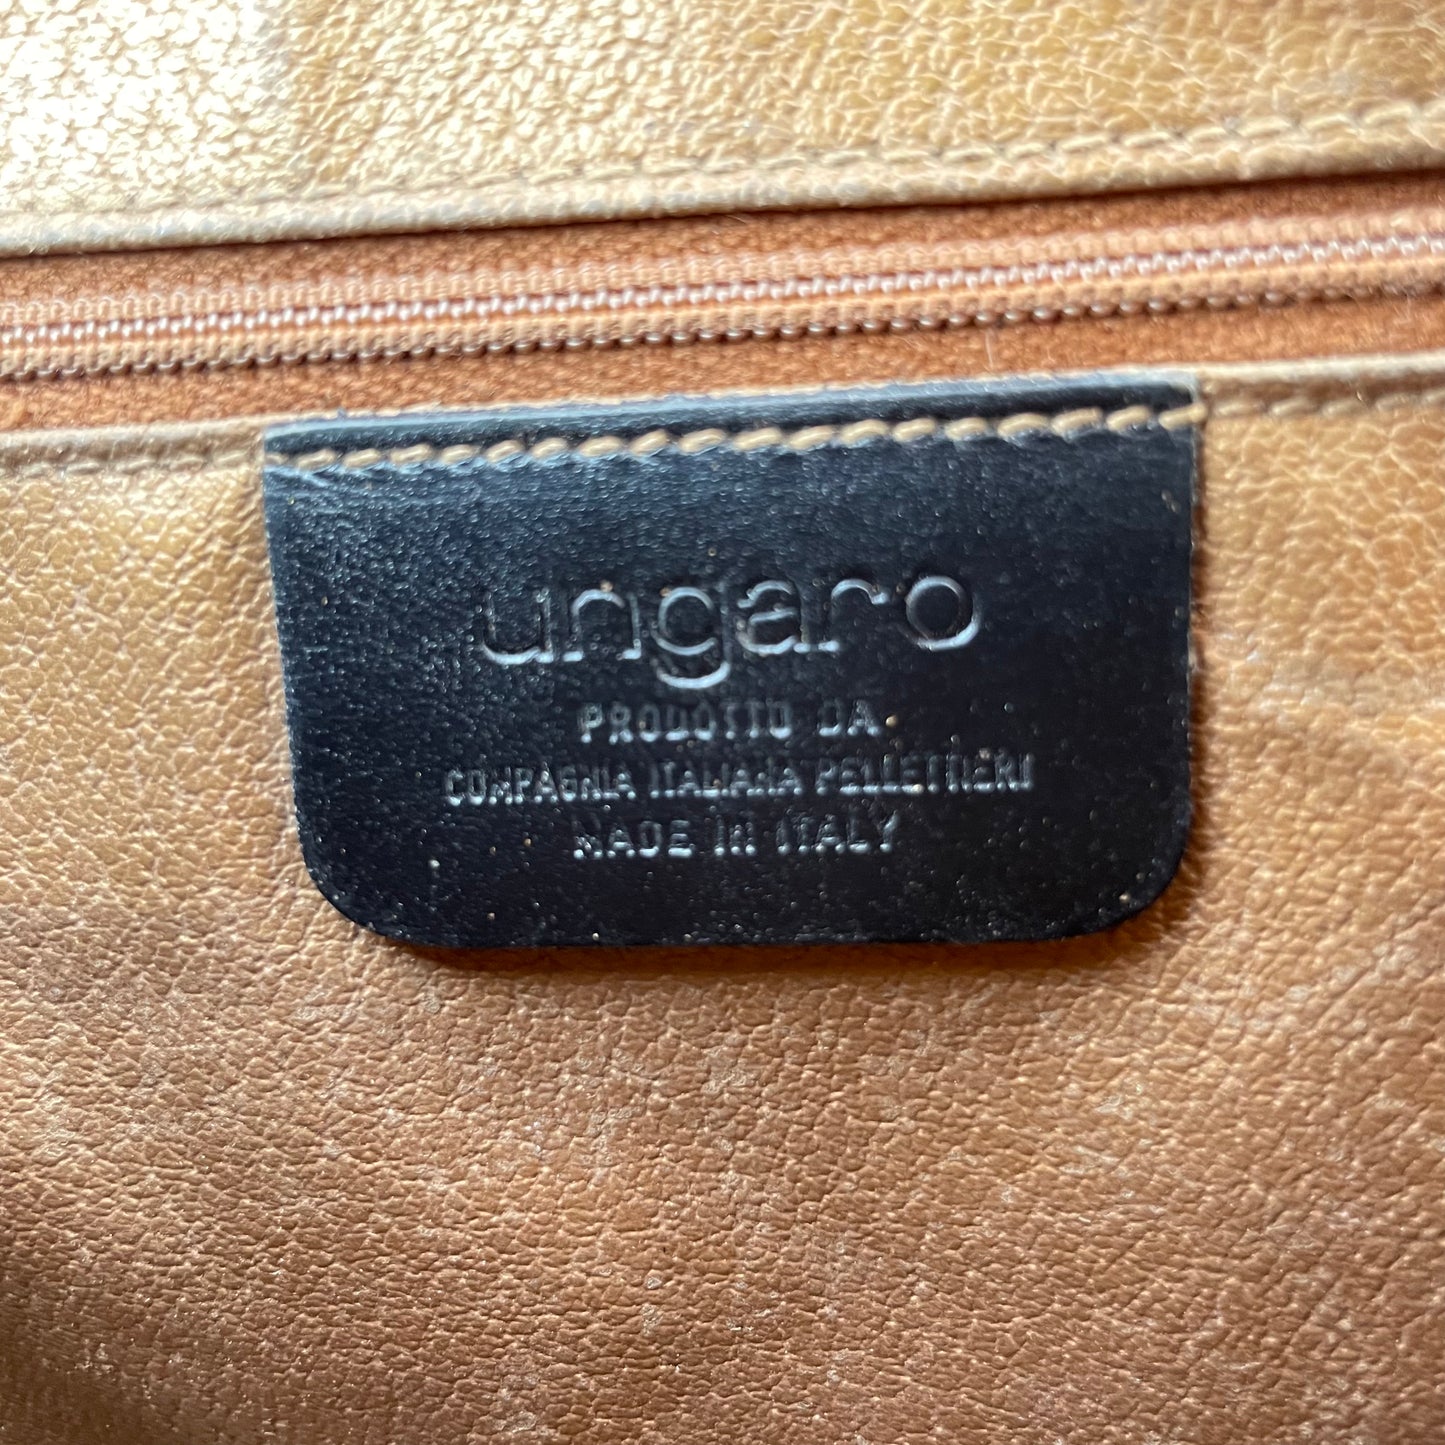 ungaro
PRODOTTO DA
COMPAGNIA ITALIANA PELLETTIERI
MADE IN ITALY